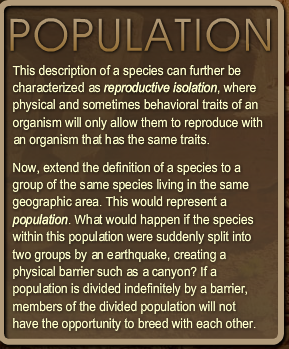 POPULATION
This description of a species can further be
characterized as reproductive isolation, where
physical and sometimes behavioral traits of an
organism will only allow them to reproduce with
an organism that has the same traits.
Now, extend the definition of a species to a
group of the same species living in the same
geographic area. This would represent a
population. What would happen if the species
within this population were suddenly split into
two groups by an earthquake, creating a
physical barrier such as a canyon? If a
population is divided indefinitely by a barrier,
members of the divided population will not
have the opportunity to breed with each other.